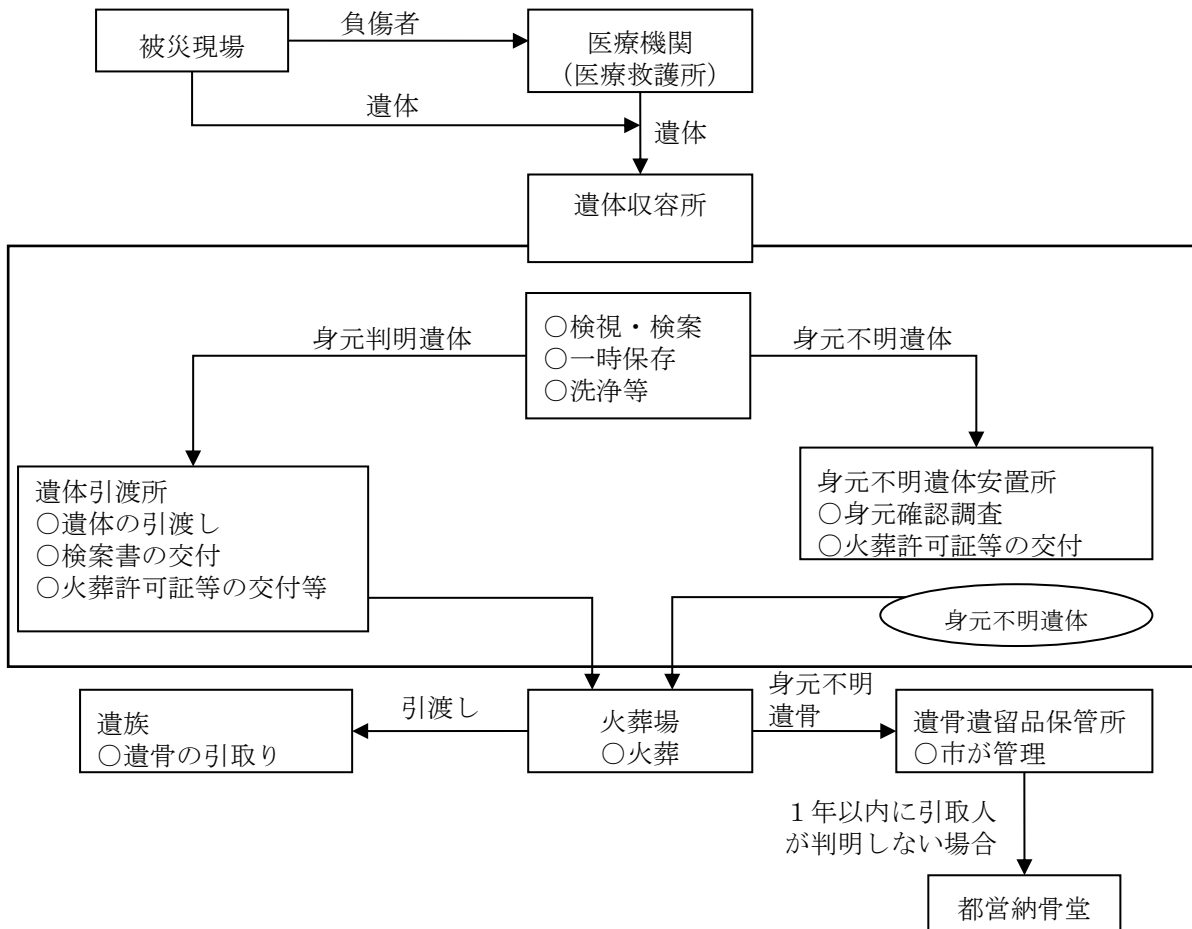 被災現場
負傷者
医療機関
（医療救護所）
遺体
遺体
遺体収容所
身元判明遺体
○検視・検案
○一時保存
○洗浄等
身元不明遺体
遺体引渡所
○遺体の引渡し
○検案書の交付
○火葬許可証等の交付等
身元不明遺体安置所
○身元確認調査
○火葬許可証等の交付
身元不明遺体
遺族
○遺骨の引取り
引渡し
火葬場
○火葬
身元不明
遺骨
遺骨遺留品保管所
○市が管理
１年以内に引取人
が判明しない場合
都営納骨堂